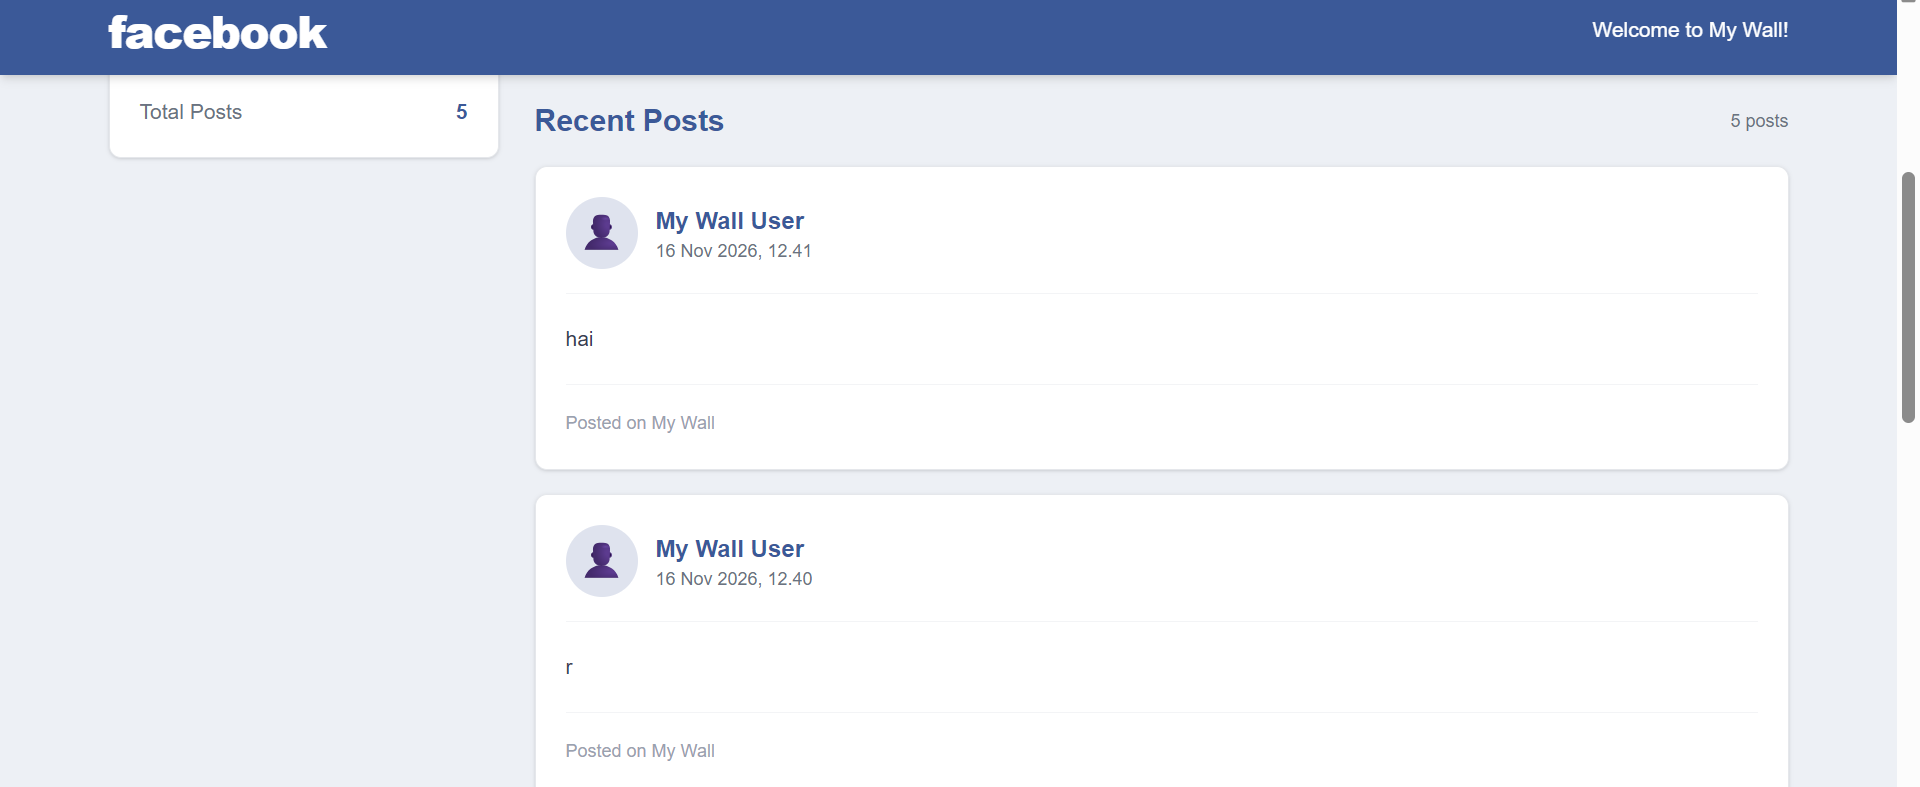 facebook
Welcome to My Wall!
Total Posts 5
Recent Posts
5 posts
My Wall User
16 Nov 2026, 12.41
hai
Posted on My Wall
My Wall User
16 Nov 2026, 12.40
r
Posted on My Wall